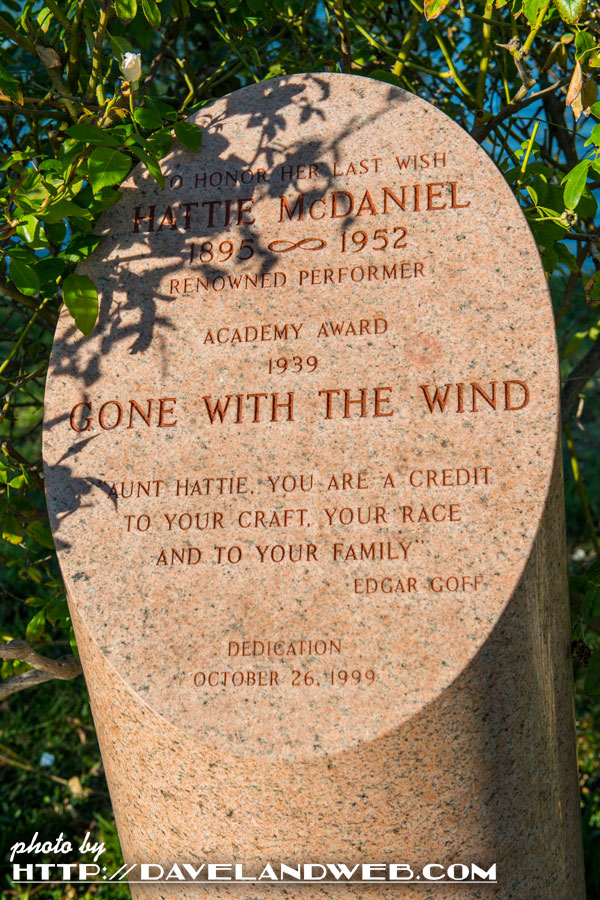 TO HONOR HER LAST WISH
HATTIE McDANIEL
1895 ∞ 1952
RENOWNED PERFORMER
ACADEMY AWARD
1939
GONE WITH THE WIND
"AUNT HATTIE, YOU ARE A CREDIT
TO YOUR CRAFT, YOUR RACE
AND TO YOUR FAMILY"
EDGAR GOFF
DEDICATION
OCTOBER 26, 1999
photo by
HTTP://DAVELANDWEB.COM